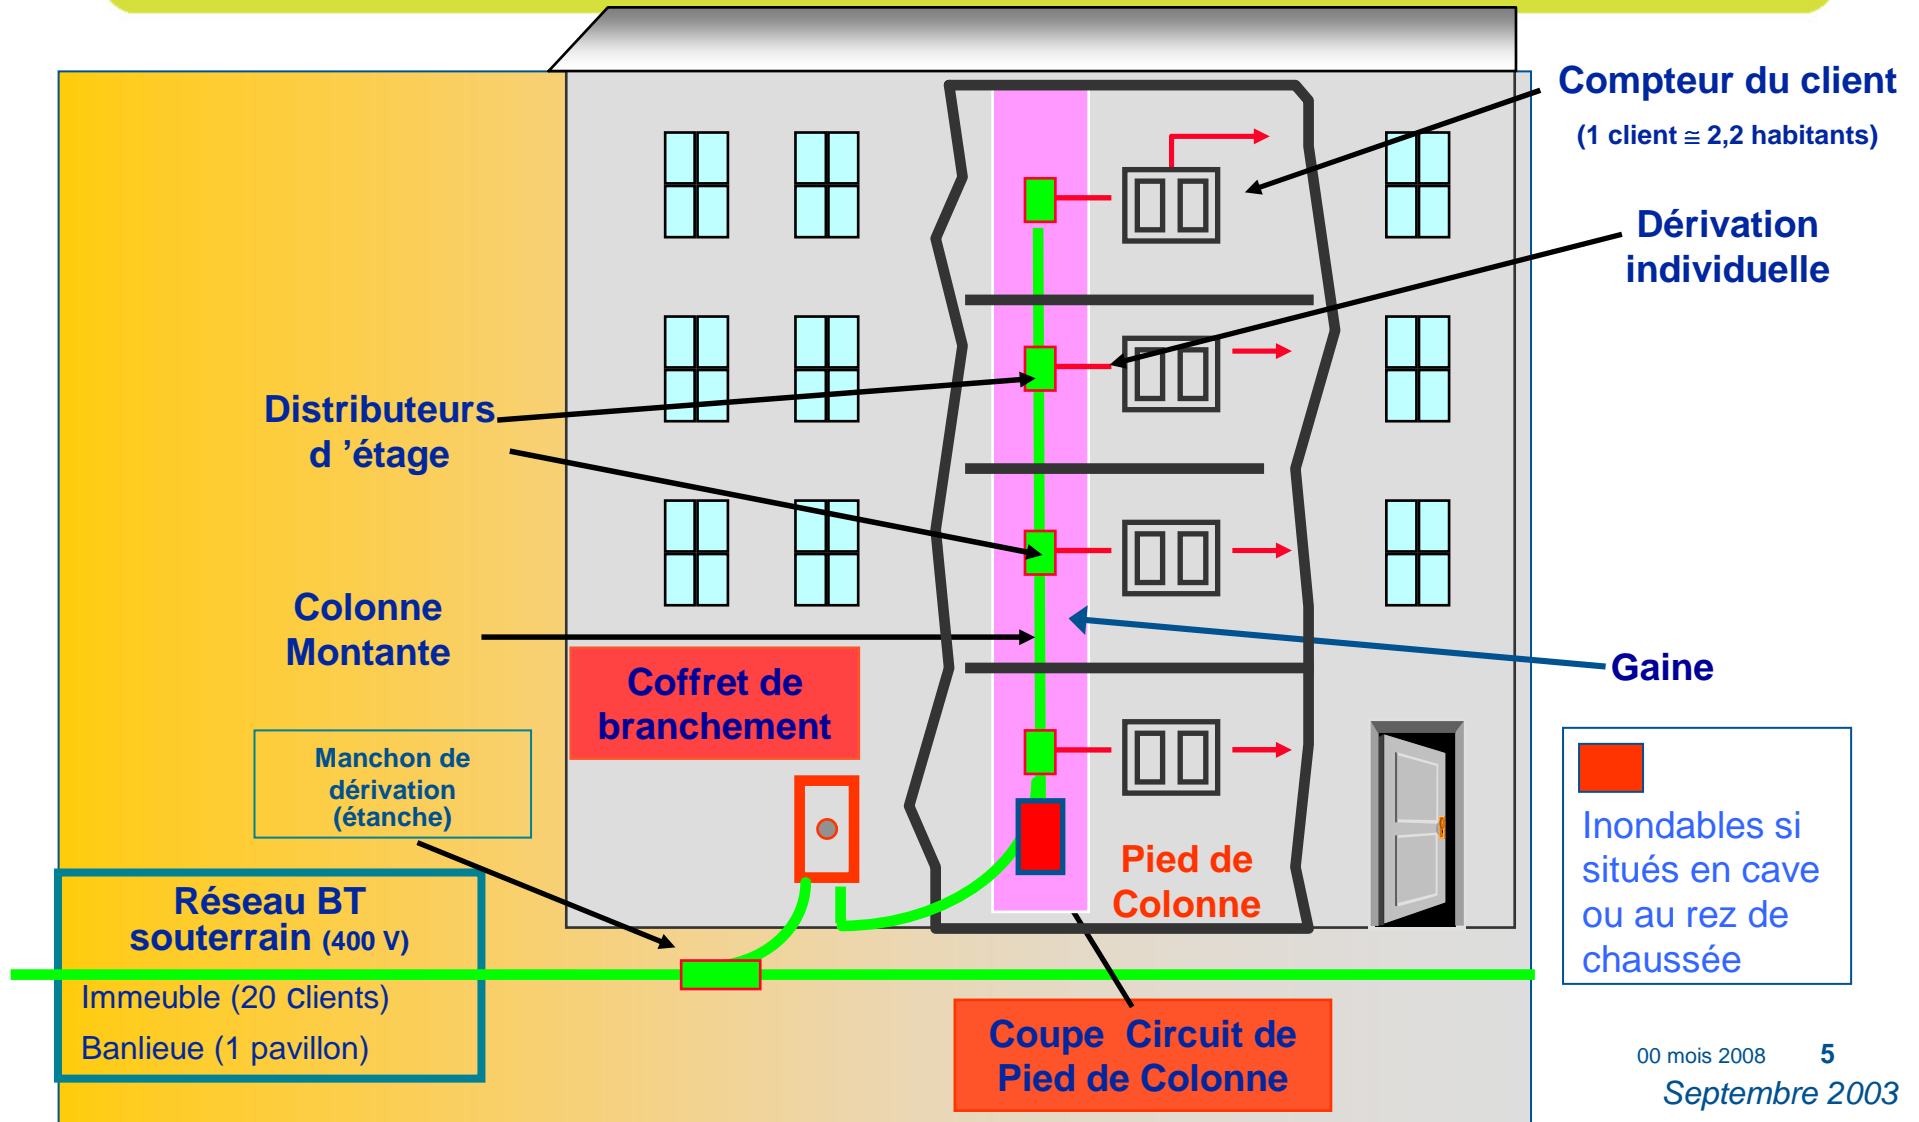 Compteur du client
(1 client ≅ 2,2 habitants)
Dérivation
individuelle
Distributeurs
d ’étage
Colonne
Montante
Coffret de
branchement
Gaine
Manchon de
dérivation
(étanche)
Inondables si
situés en cave
ou au rez de
chaussée
Pied de
Colonne
Réseau BT
souterrain (400 V)
Immeuble (20 clients)
Banlieue (1 pavillon)
Coupe Circuit de
Pied de Colonne
00 mois 2008 5
Septembre 2003